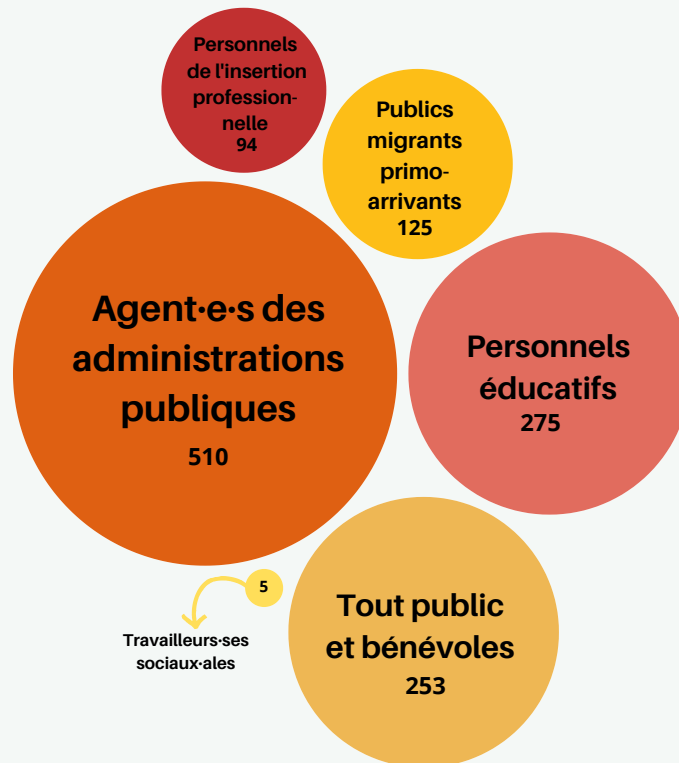 Personnels
de l'insertion
profession-
nelle
94
Publics
migrants
primo-
arrivants
125
Agent·e·s des
administrations
publiques
510
Personnels
éducatifs
275
5
Travailleurs·ses
sociaux·ales
Tout public
et bénévoles
253